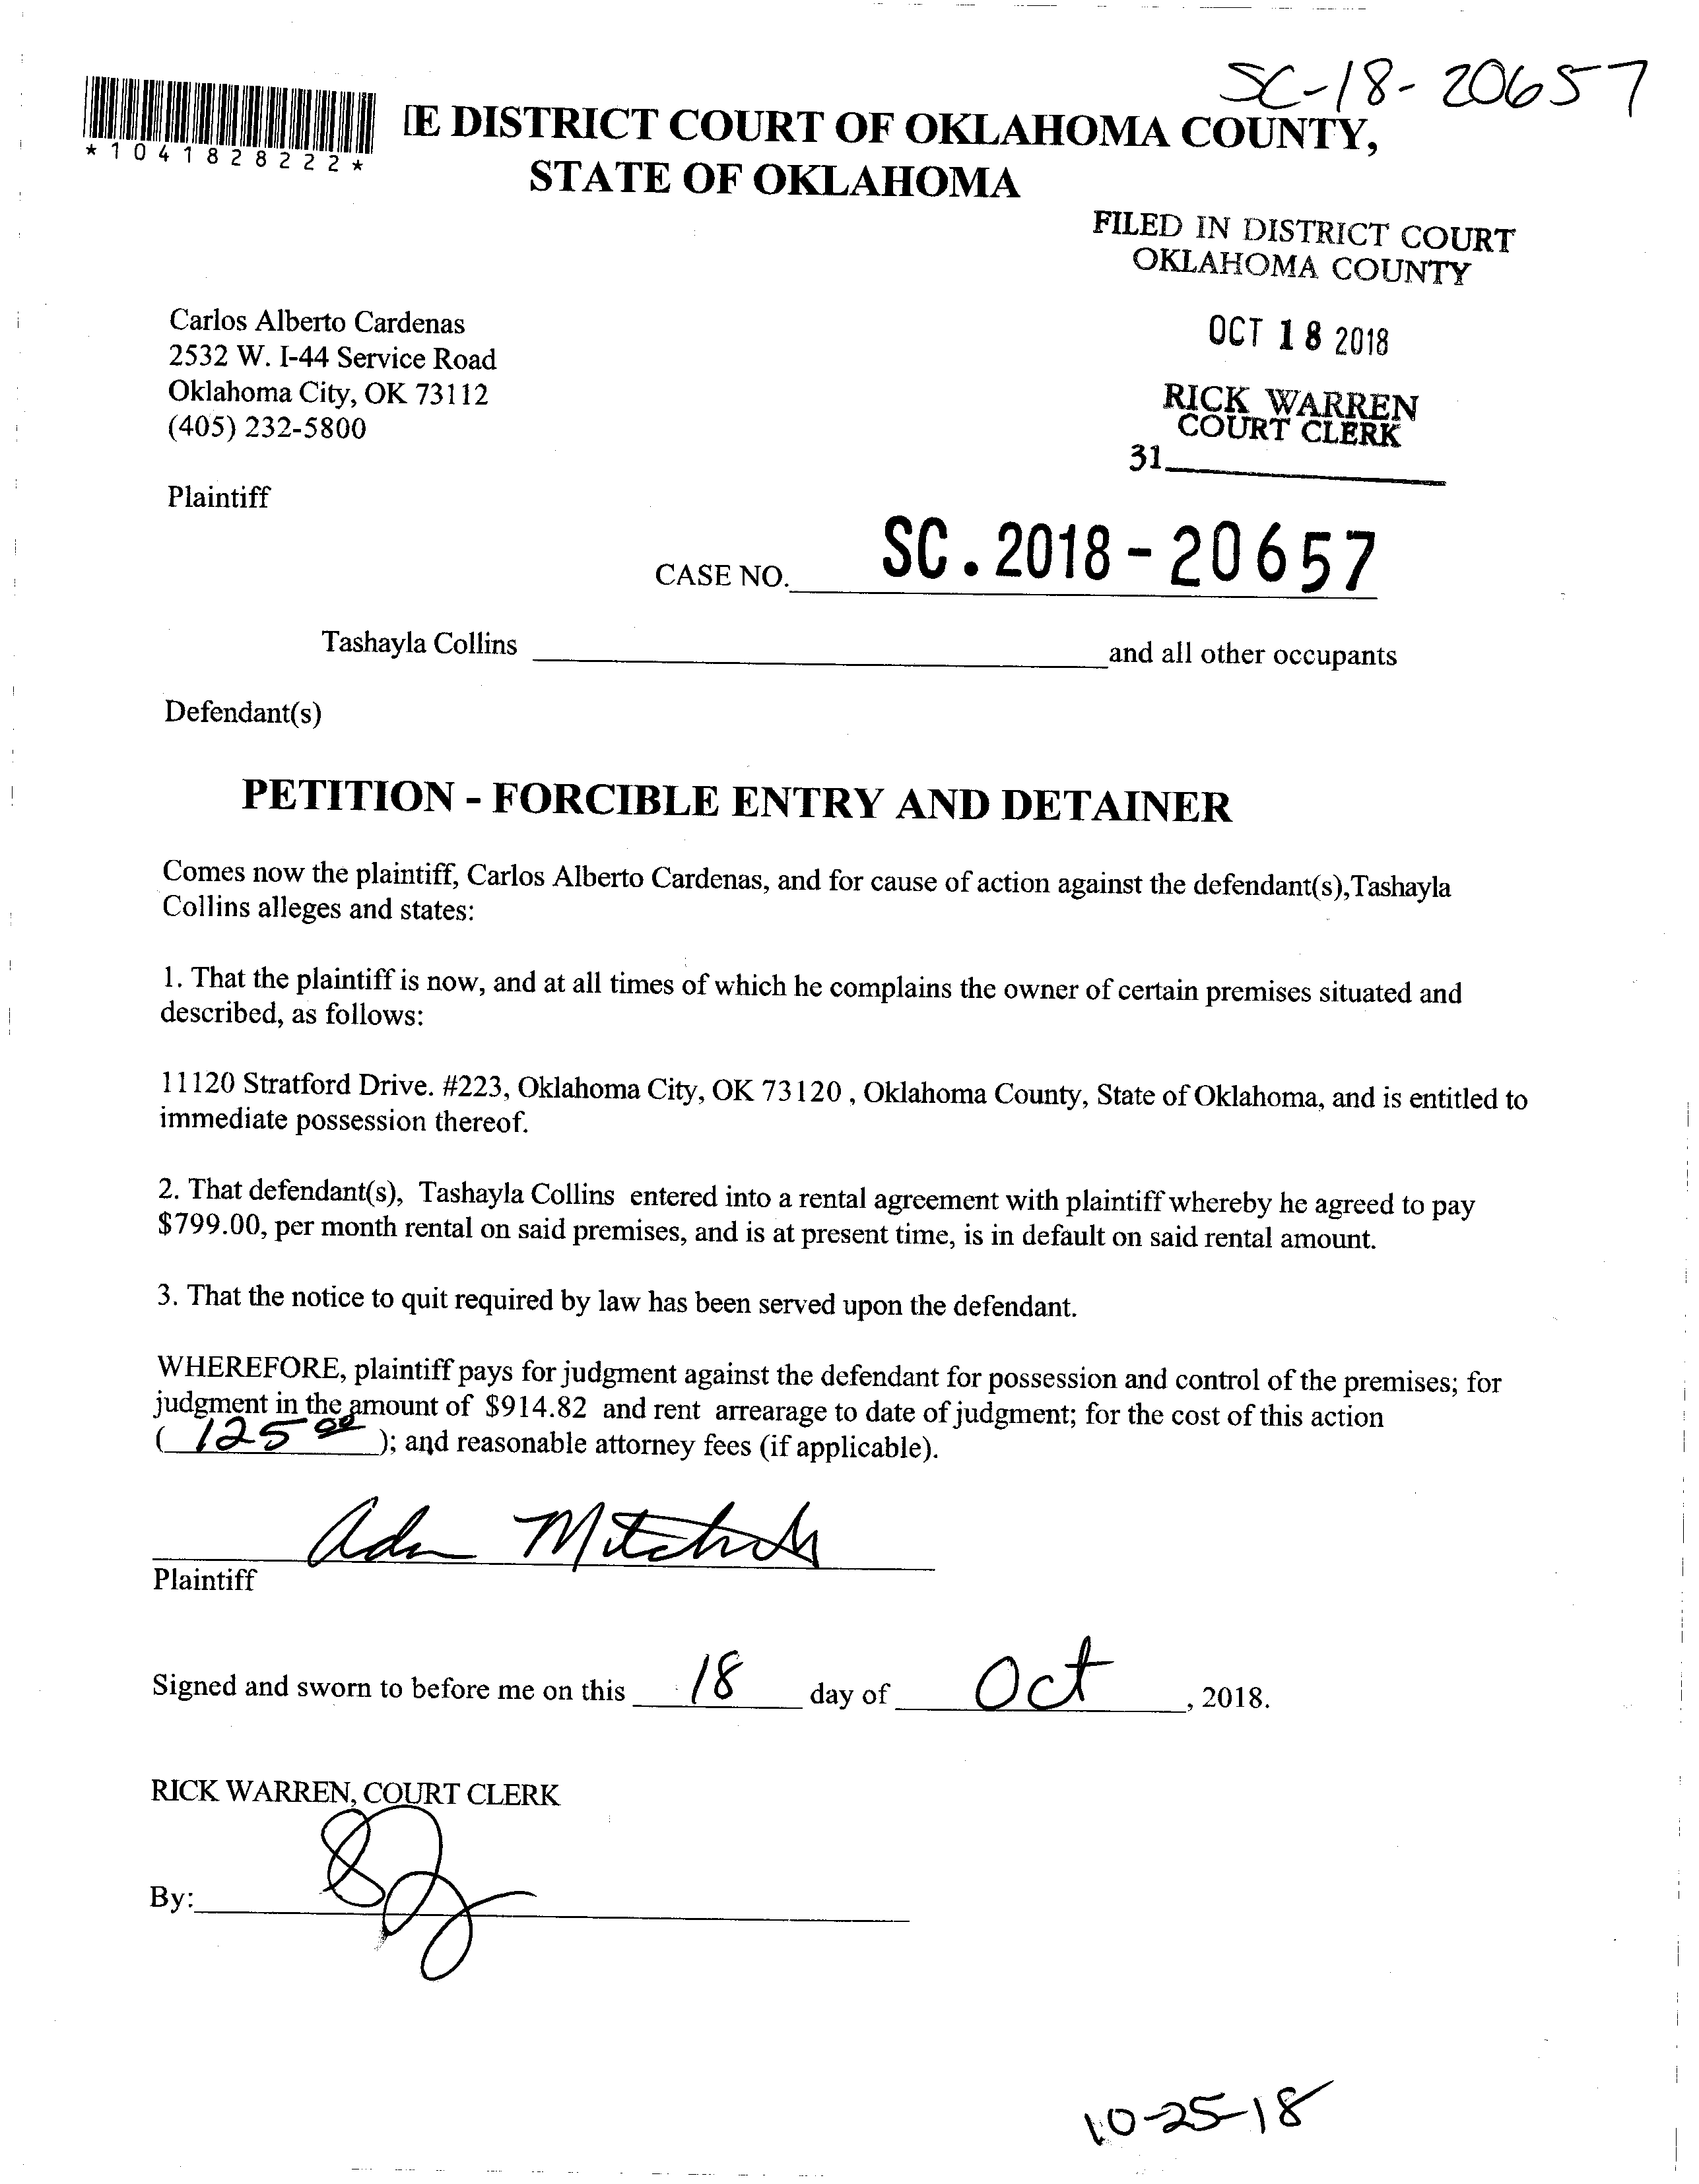 SC-18-20657
*1041828222*
E DISTRICT COURT OF OKLAHOMA COUNTY,
STATE OF OKLAHOMA
FILED IN DISTRICT COURT
OKLAHOMA COUNTY
OCT 18 2018
RICK WARREN
COURT CLERK
31
Carlos Alberto Cardenas
2532 W. I-44 Service Road
Oklahoma City, OK 73112
(405) 232-5800
Plaintiff
CASE NO. SC.2018-20657
Tashayla Collins and all other occupants
Defendant(s)
PETITION - FORCIBLE ENTRY AND DETAINER
Comes now the plaintiff, Carlos Alberto Cardenas, and for cause of action against the defendant(s),Tashayla
Collins alleges and states:
1. That the plaintiff is now, and at all times of which he complains the owner of certain premises situated and
described, as follows:
11120 Stratford Drive. #223, Oklahoma City, OK 73120 , Oklahoma County, State of Oklahoma, and is entitled to
immediate possession thereof.
2. That defendant(s), Tashayla Collins entered into a rental agreement with plaintiff whereby he agreed to pay
$799.00, per month rental on said premises, and is at present time, is in default on said rental amount.
3. That the notice to quit required by law has been served upon the defendant.
WHEREFORE, plaintiff pays for judgment against the defendant for possession and control of the premises; for
judgment in the amount of $914.82 and rent arrearage to date of judgment; for the cost of this action
( 125 00 ); and reasonable attorney fees (if applicable).
Plaintiff
Signed and sworn to before me on this 18 day of Oct, 2018.
RICK WARREN, COURT CLERK
By:
10-25-18